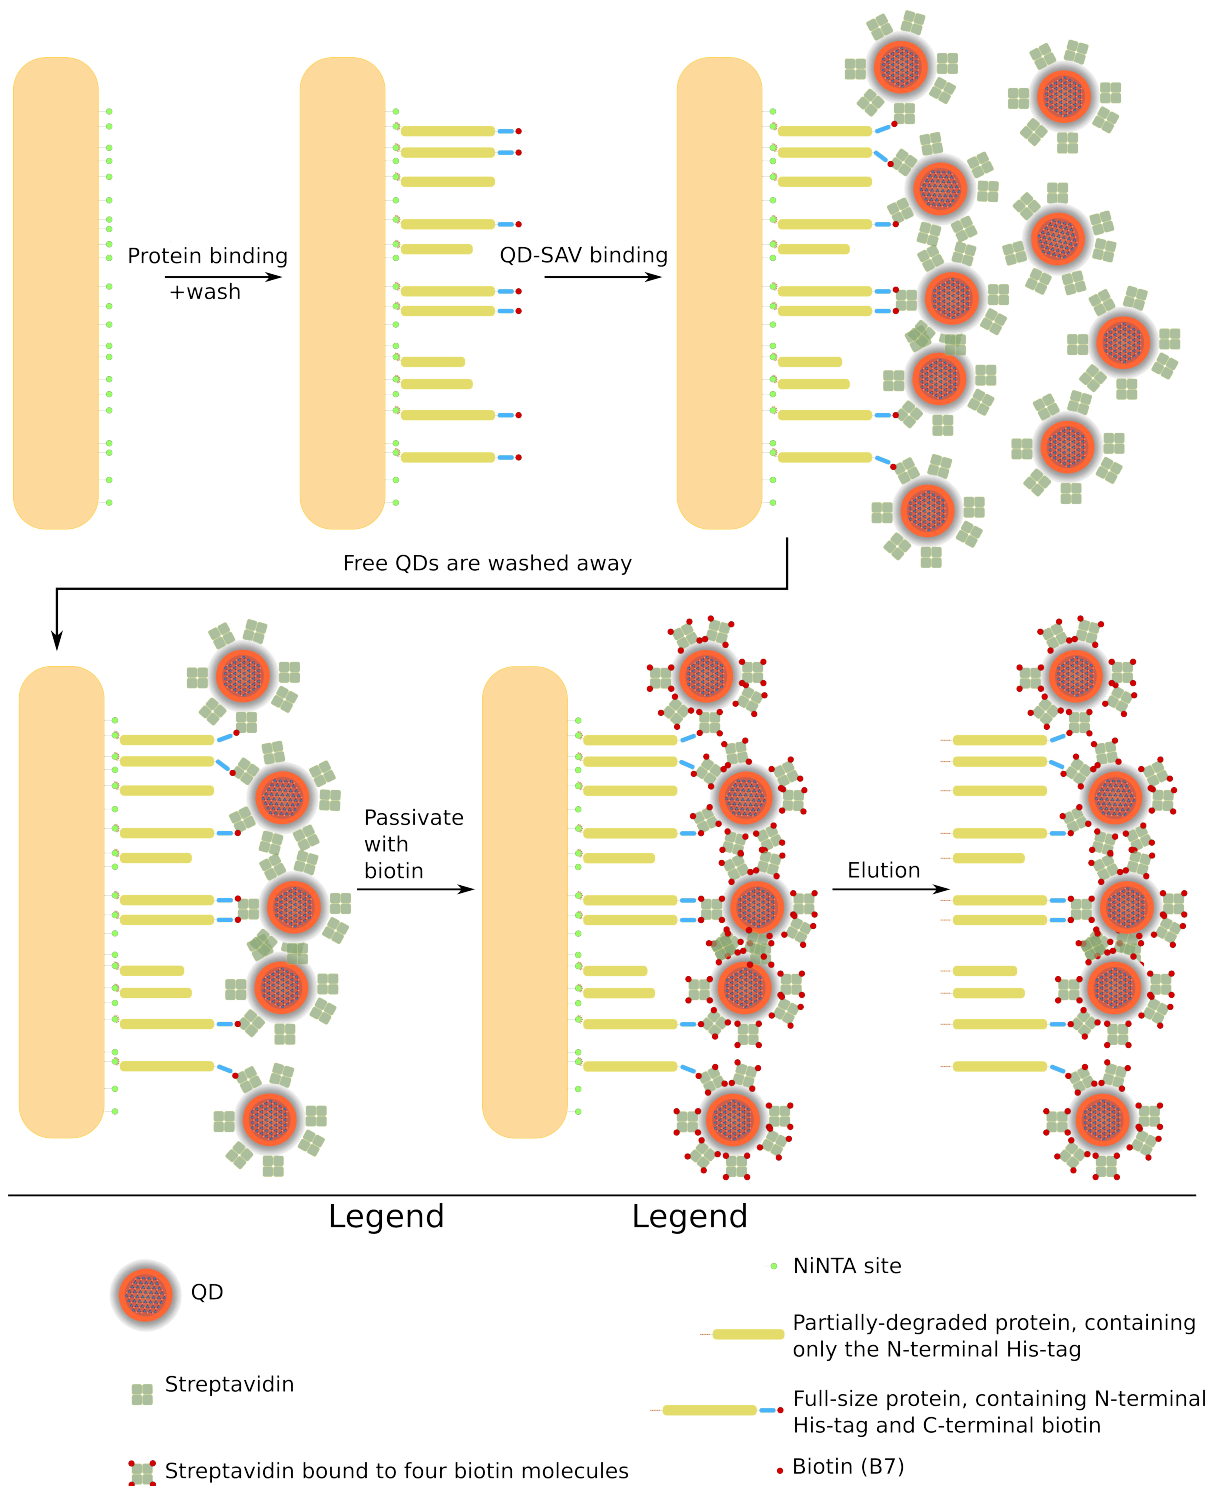 Protein binding
+wash
QD-SAV binding
Free QDs are washed away
Passivate
with
biotin
Elution
Legend
Legend
QD
Streptavidin
Streptavidin bound to four biotin molecules
NiNTA site
Partially-degraded protein, containing
only the N-terminal His-tag
Full-size protein, containing N-terminal
His-tag and C-terminal biotin
Biotin (B7)